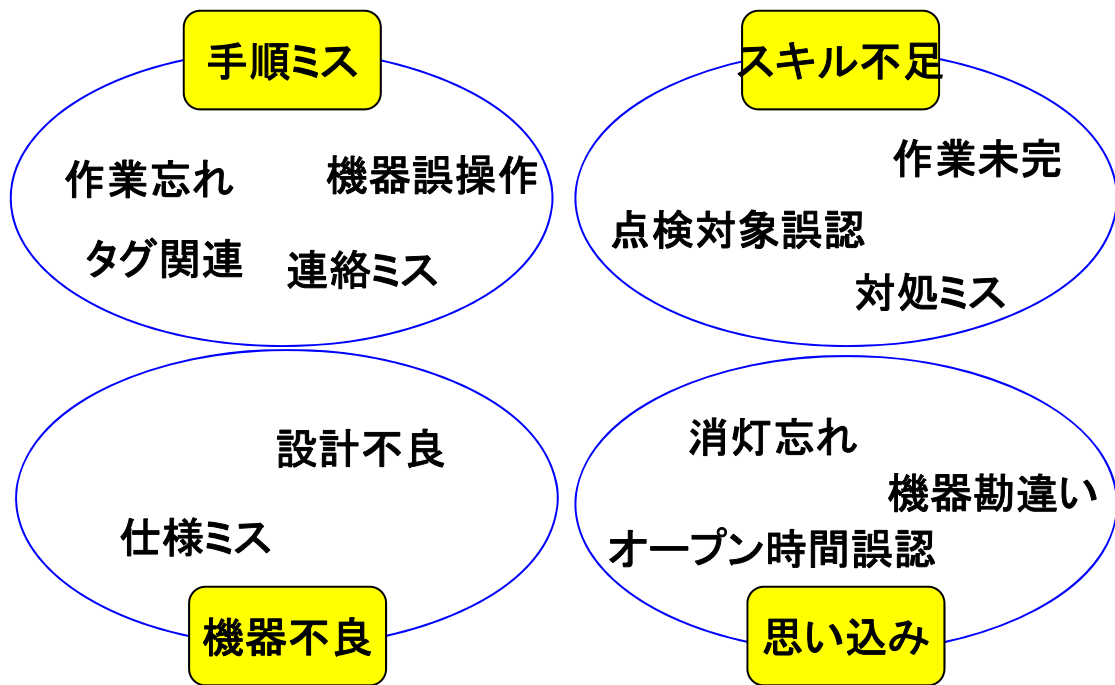 手順ミス
作業忘れ
機器誤操作
タグ関連
連絡ミス
スキル不足
作業未完
点検対象誤認
対処ミス
設計不良
仕様ミス
機器不良
消灯忘れ
機器勘違い
オープン時間誤認
思い込み